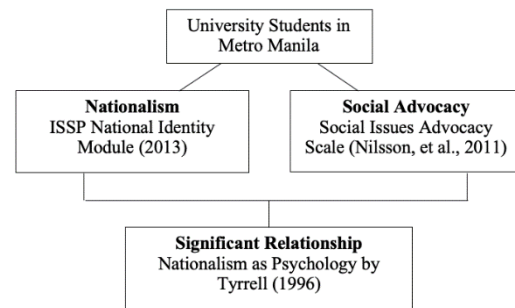 University Students in
Metro Manila
Nationalism
ISSP National Identity
Module (2013)
Social Advocacy
Social Issues Advocacy
Scale (Nilsson, et al., 2011)
Significant Relationship
Nationalism as Psychology by
Tyrrell (1996)